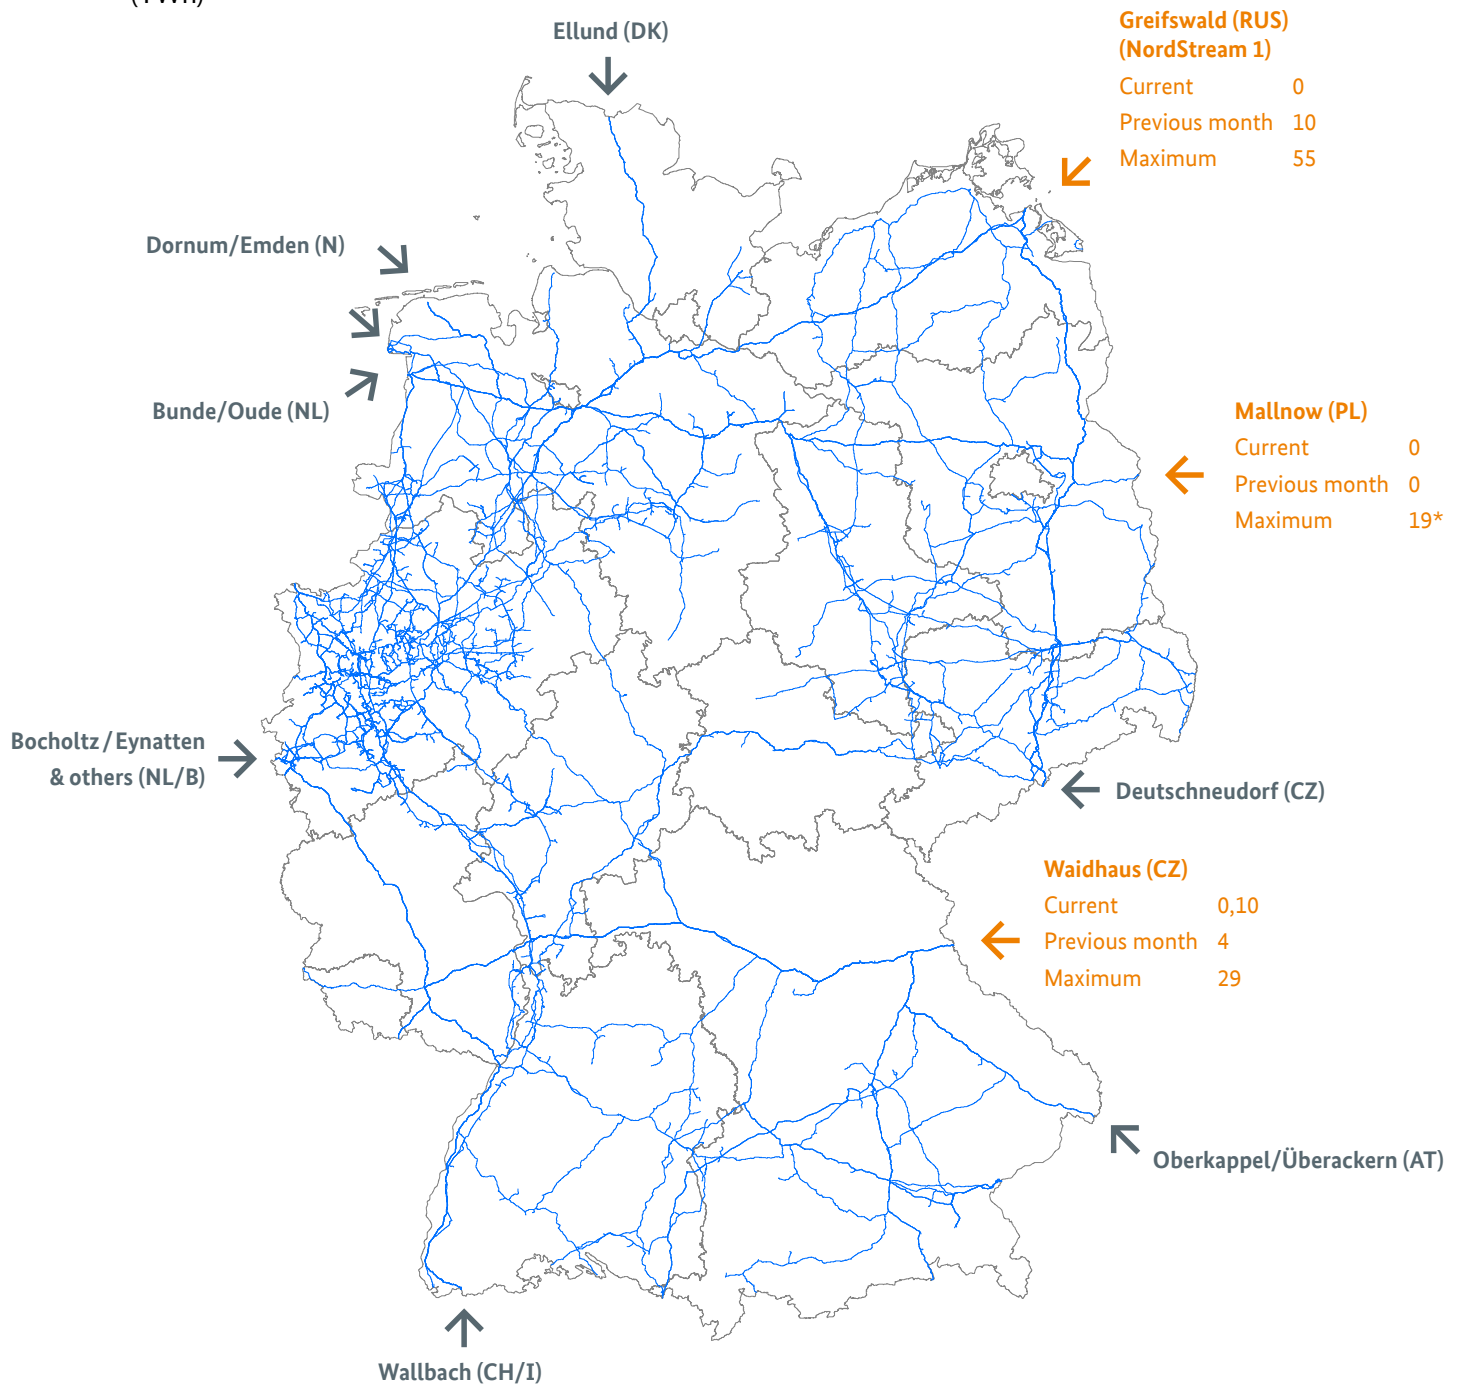 (TWh)
Ellund (DK)
Greifswald (RUS)
(NordStream 1)
Current 0
Previous month 10
Maximum 55
Dornum/Emden (N)
Bunde/Oude (NL)
Mallnow (PL)
Current 0
Previous month 0
Maximum 19*
Bocholtz / Eynatten
& others (NL/B)
Deutschneudorf (CZ)
Waidhaus (CZ)
Current 0,10
Previous month 4
Maximum 29
Oberkappel/Überackern (AT)
Wallbach (CH/I)